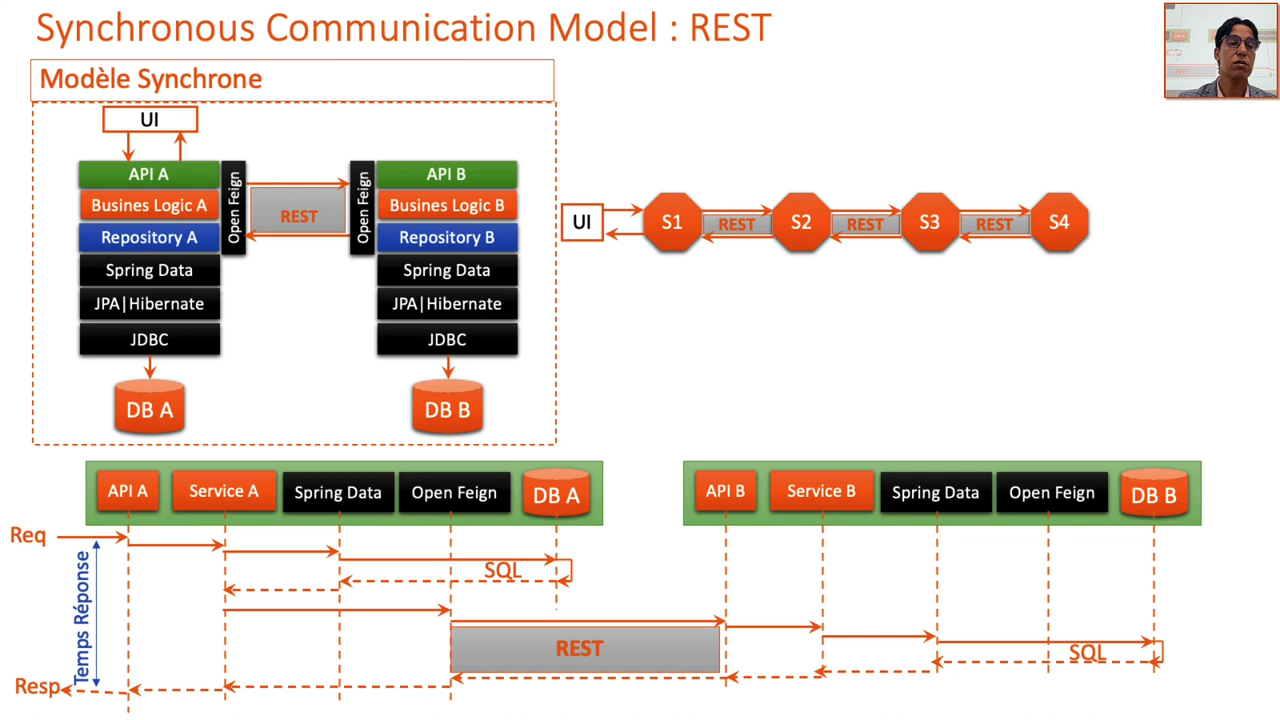 Synchronous Communication Model : REST
Modèle Synchrone
UI
API A
Busines Logic A
Repository A
Spring Data
JPA|Hibernate
JDBC
DB A
Open Feign
REST
Open Feign
API B
Busines Logic B
Repository B
Spring Data
JPA|Hibernate
JDBC
DB B
UI
S1
REST
S2
REST
S3
REST
S4
API A
Service A
Spring Data
Open Feign
DB A
API B
Service B
Spring Data
Open Feign
DB B
Req
Temps Réponse
SQL
REST
SQL
Resp